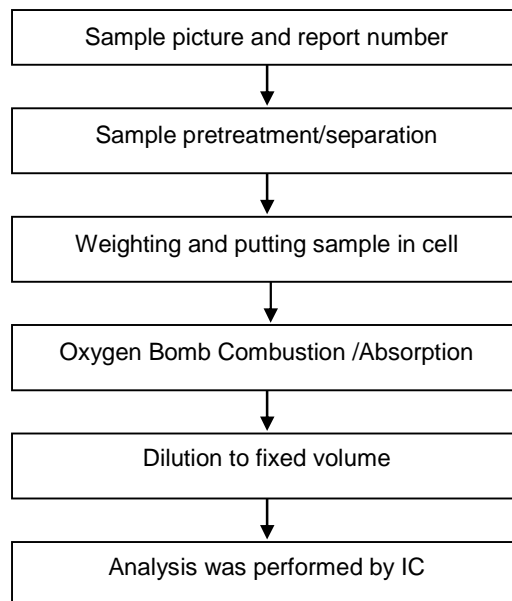 Sample picture and report number
Sample pretreatment/separation
Weighting and putting sample in cell
Oxygen Bomb Combustion /Absorption
Dilution to fixed volume
Analysis was performed by IC